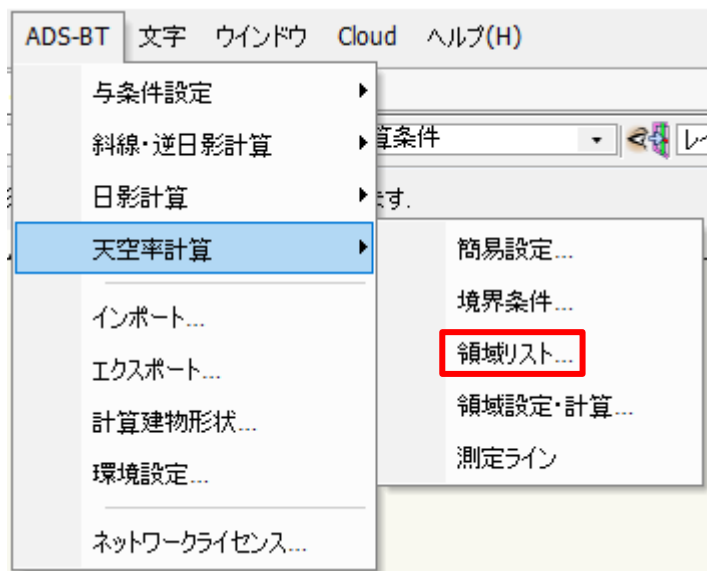 ADS-BT 文字 ウインドウ Cloud ヘルプ(H)
与条件設定
斜線・逆日影計算
算条件
日影計算
ます.
天空率計算
簡易設定...
境界条件...
領域リスト...
領域設定・計算...
測定ライン
インポート...
エクスポート...
計算建物形状...
環境設定...
ネットワークライセンス...